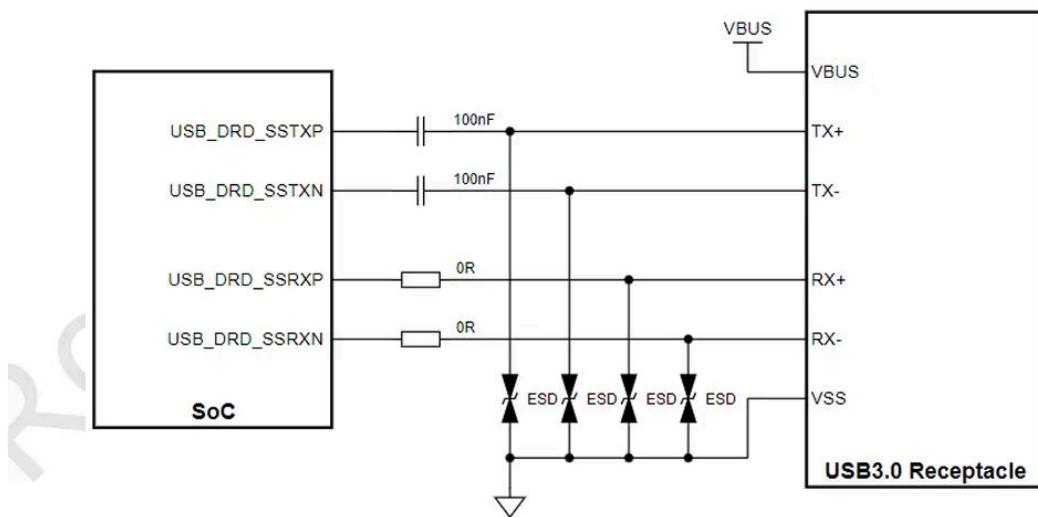 VBUS
VBUS
USB_DRD_SSTXP
100nF
TX+
USB_DRD_SSTXN
100nF
TX-
USB_DRD_SSRXP
0R
RX+
USB_DRD_SSRXN
0R
RX-
ESD
ESD
ESD
ESD
VSS
SoC
USB3.0 Receptacle